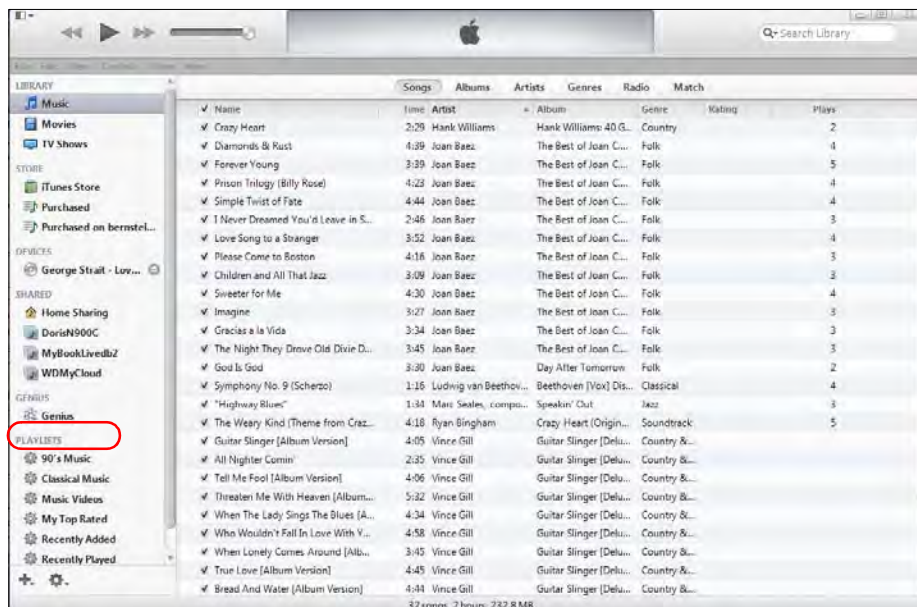 Search Library
LIBRARY
Music
Movies
TV Shows
STORE
iTunes Store
Purchased
Purchased on bernstel...
DEVICES
George Strait - Lov...
SHARED
Home Sharing
DorisN900C
MyBookLivedb2
WDMyCloud
GENIUS
Genius
PLAYLISTS
90's Music
Classical Music
Music Videos
My Top Rated
Recently Added
Recently Played
Songs Albums Artists Genres Radio Match
Name Time Artist Album Genre Rating Plays
Crazy Heart 2:29 Hank Williams Hank Williams: 40 G... Country 2
Diamonds & Rust 4:39 Joan Baez The Best of Joan C... Folk 4
Forever Young 3:39 Joan Baez The Best of Joan C... Folk 5
Prison Trilogy (Billy Rose) 4:23 Joan Baez The Best of Joan C... Folk 4
Simple Twist of Fate 4:44 Joan Baez The Best of Joan C... Folk 4
I Never Dreamed You'd Leave in S... 2:46 Joan Baez The Best of Joan C... Folk 3
Love Song to a Stranger 3:52 Joan Baez The Best of Joan C... Folk 4
Please Come to Boston 4:18 Joan Baez The Best of Joan C... Folk 3
Children and All That Jazz 3:09 Joan Baez The Best of Joan C... Folk 3
Sweeter for Me 4:30 Joan Baez The Best of Joan C... Folk 4
Imagine 3:27 Joan Baez The Best of Joan C... Folk 3
Gracias a la Vida 3:34 Joan Baez The Best of Joan C... Folk 3
The Night They Drove Old Dixie D... 3:45 Joan Baez The Best of Joan C... Folk 3
God Is God 3:30 Joan Baez Day After Tomorrow Folk 2
Symphony No. 9 (Scherzo) 1:16 Ludwig van Beethov... Beethoven [Vox] Dis... Classical 4
"Highway Blues" 1:34 Marc Seales, compo... Speakin' Out Jazz 3
The Weary Kind (Theme from Craz... 4:18 Ryan Bingham Crazy Heart (Origin... Soundtrack 5
Guitar Slinger [Album Version] 4:05 Vince Gill Guitar Slinger [Delu... Country &...
All Nighter Comin' 2:35 Vince Gill Guitar Slinger [Delu... Country &...
Tell Me Fool [Album Version] 4:06 Vince Gill Guitar Slinger [Delu... Country &...
Threaten Me With Heaven [Album... 5:32 Vince Gill Guitar Slinger [Delu... Country &...
When The Lady Sings The Blues [A... 4:34 Vince Gill Guitar Slinger [Delu... Country &...
Who Wouldn't Fall In Love With Y... 4:58 Vince Gill Guitar Slinger [Delu... Country &...
When Lonely Comes Around [Alb... 3:45 Vince Gill Guitar Slinger [Delu... Country &...
True Love [Album Version] 4:45 Vince Gill Guitar Slinger [Delu... Country &...
Bread And Water [Album Version] 4:44 Vince Gill Guitar Slinger [Delu... Country &...
32 songs, 2 hours, 232.8 MB